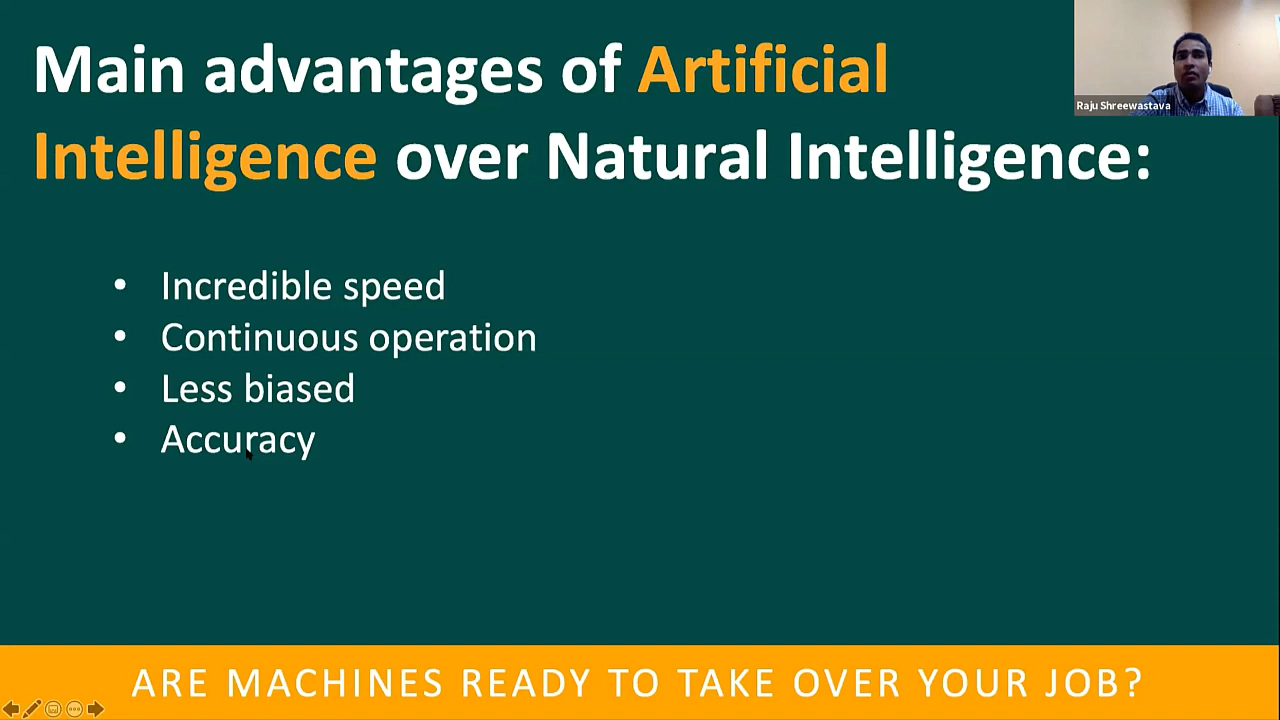 Main advantages of Artificial
Intelligence over Natural Intelligence:
Raju Shreewastava
• Incredible speed
• Continuous operation
• Less biased
• Accuracy
ARE MACHINES READY TO TAKE OVER YOUR JOB?